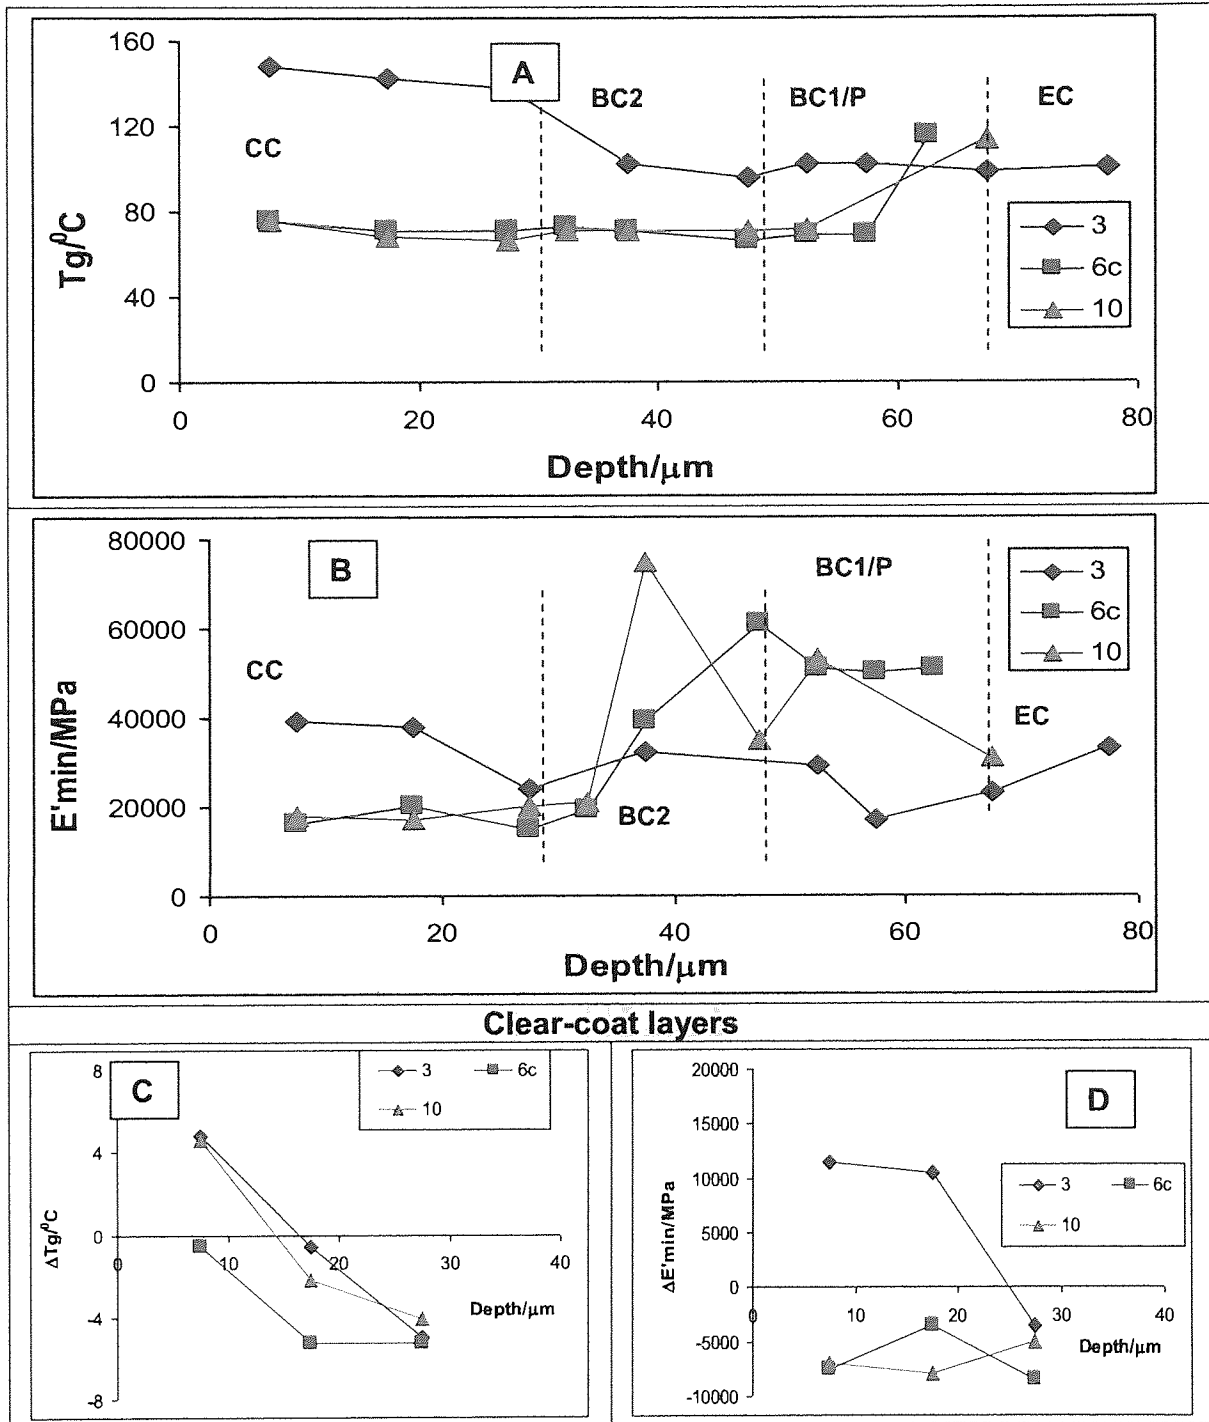 160
A
BC2
BC1/P
EC
120
CC
80
3
6c
10
40
0
Tg/⁰C
0
20
40
60
80
Depth/μm
80000
B
BC1/P
3
6c
10
60000
CC
40000
EC
20000
BC2
0
E'min/MPa
0
20
40
60
80
Depth/μm
Clear-coat layers
8
C
3
6c
10
4
0
-4
-8
ΔTg/⁰C
0
10
20
30
40
Depth/μm
20000
D
15000
10000
3
6c
10
5000
0
-5000
-10000
ΔE'min/MPa
0
10
20
30
40
Depth/μm